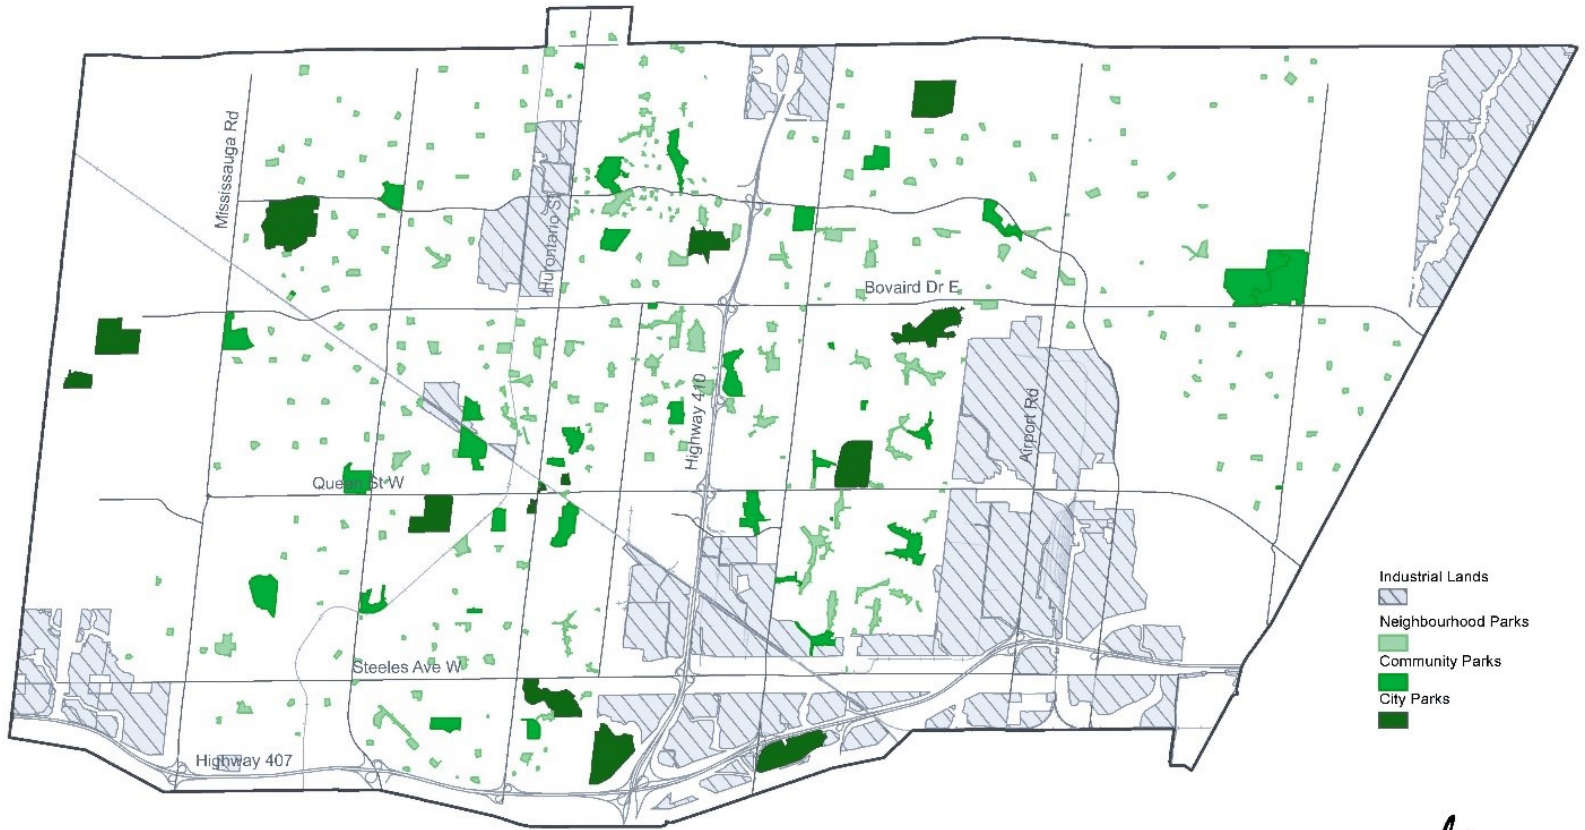 Mississauga Rd
Hurontario St
Bovaird Dr E
Highway 410
Airport Rd
Queen St W
Industrial Lands
Neighbourhood Parks
Community Parks
City Parks
Steeles Ave W
Highway 407